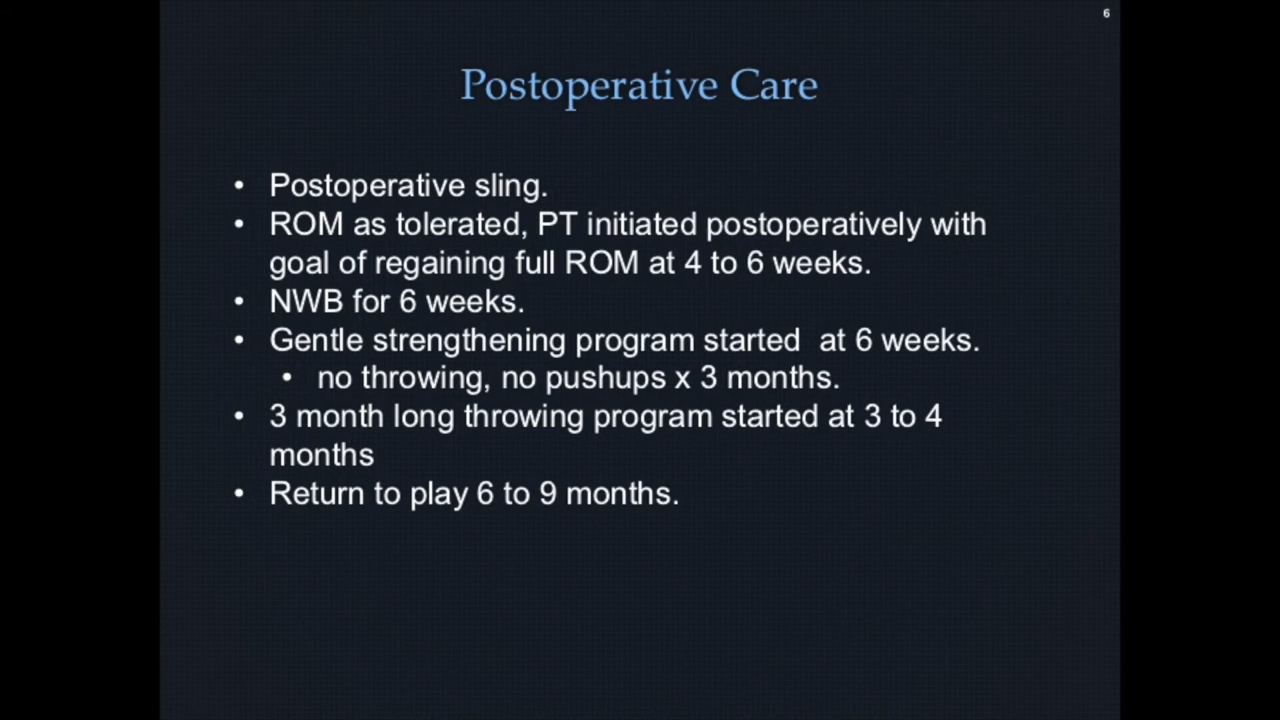 6
Postoperative Care
• Postoperative sling.
• ROM as tolerated, PT initiated postoperatively with
goal of regaining full ROM at 4 to 6 weeks.
• NWB for 6 weeks.
• Gentle strengthening program started  at 6 weeks.
• no throwing, no pushups x 3 months.
• 3 month long throwing program started at 3 to 4
months
• Return to play 6 to 9 months.